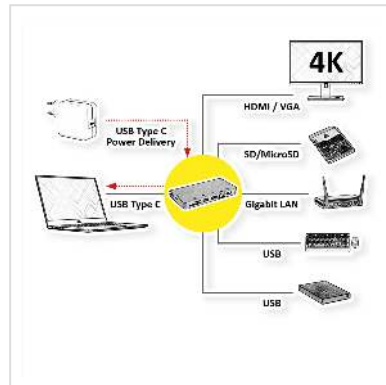 4K
HDMI / VGA
USB Type C
Power Delivery
SD/MicroSD
USB Type C
Gigabit LAN
USB
USB